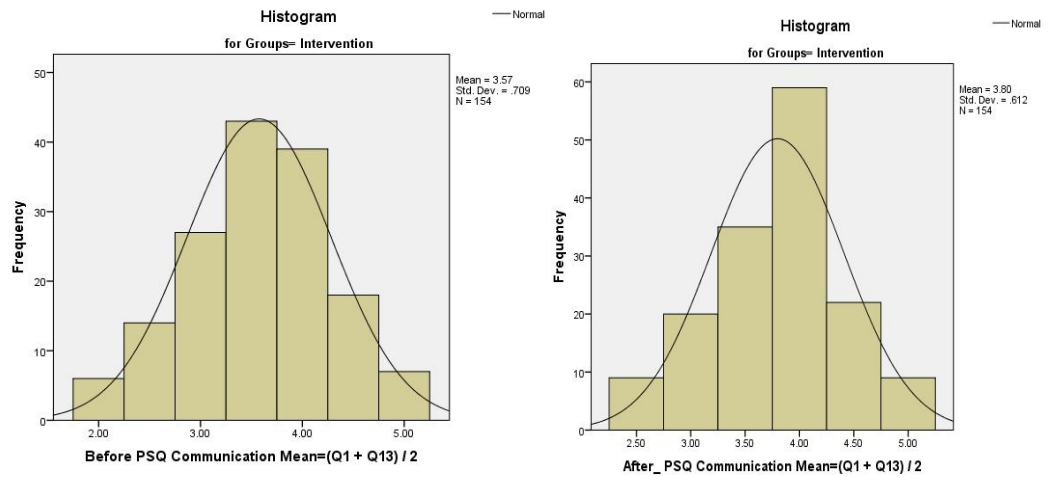 Histogram
Normal
for Groups= Intervention
Mean = 3.57
Std. Dev. = .709
N = 154
50
40
30
20
10
0
Frequency
2.00 3.00 4.00 5.00
Before PSQ Communication Mean=(Q1 + Q13) / 2
Histogram
Normal
for Groups= Intervention
Mean = 3.80
Std. Dev. = .612
N = 154
60
50
40
30
20
10
0
Frequency
2.50 3.00 3.50 4.00 4.50 5.00
After_ PSQ Communication Mean=(Q1 + Q13) / 2